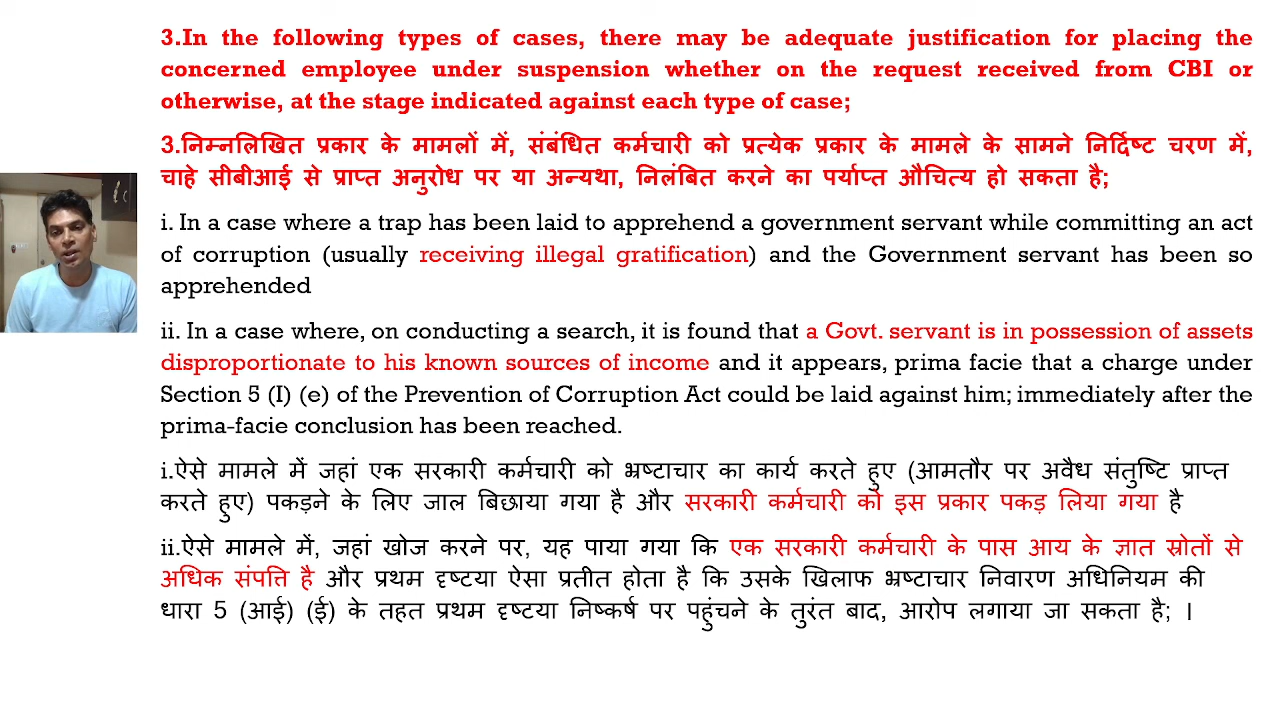 3.In the following types of cases, there may be adequate justification for placing the
concerned employee under suspension whether on the request received from CBI or
otherwise, at the stage indicated against each type of case;
3.निम्नलिखित प्रकार के मामलों में, संबंधित कर्मचारी को प्रत्येक प्रकार के मामले के सामने निर्दिष्ट चरण में,
चाहे सीबीआई से प्राप्त अनुरोध पर या अन्यथा, निलंबित करने का पर्याप्त औचित्य हो सकता है;
i. In a case where a trap has been laid to apprehend a government servant while committing an act
of corruption (usually receiving illegal gratification) and the Government servant has been so
apprehended
ii. In a case where, on conducting a search, it is found that a Govt. servant is in possession of assets
disproportionate to his known sources of income and it appears, prima facie that a charge under
Section 5 (I) (e) of the Prevention of Corruption Act could be laid against him; immediately after the
prima-facie conclusion has been reached.
i.ऐसे मामले में जहां एक सरकारी कर्मचारी को भ्रष्टाचार का कार्य करते हुए (आमतौर पर अवैध संतुष्टि प्राप्त
करते हुए) पकड़ने के लिए जाल बिछाया गया है और सरकारी कर्मचारी को इस प्रकार पकड़ लिया गया है
ii.ऐसे मामले में, जहां खोज करने पर, यह पाया गया कि एक सरकारी कर्मचारी के पास आय के ज्ञात स्रोतों से
अधिक संपत्ति है और प्रथम दृष्टया ऐसा प्रतीत होता है कि उसके खिलाफ भ्रष्टाचार निवारण अधिनियम की
धारा 5 (आई) (ई) के तहत प्रथम दृष्टया निष्कर्ष पर पहुंचने के तुरंत बाद, आरोप लगाया जा सकता है; ।